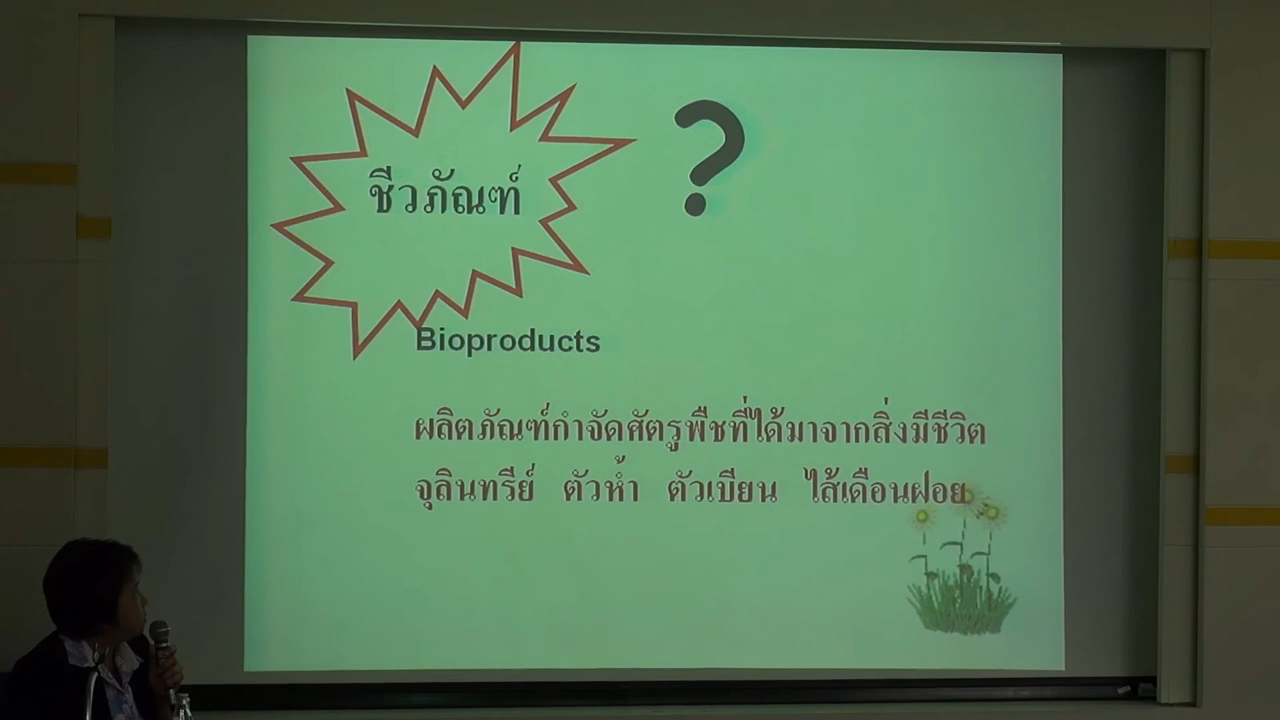 ชีวภัณฑ์
?
Bioproducts
ผลิตภัณฑ์กำจัดศัตรูพืชที่ได้มาจากสิ่งมีชีวิต
จุลินทรีย์ ตัวห้ำ ตัวเบียน ไส้เดือนฝอย